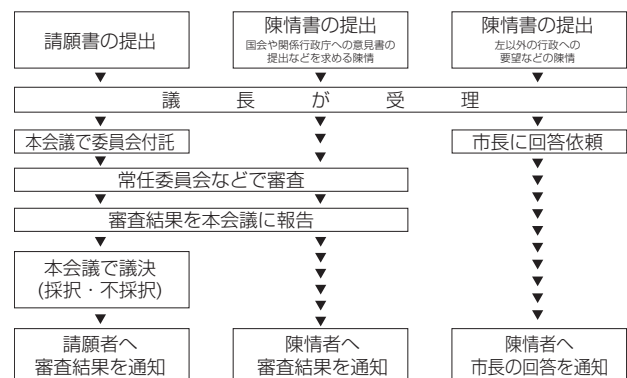 請願書の提出
陳情書の提出
国会や関係行政庁への意見書の
提出などを求める陳情
陳情書の提出
左以外の行政への
要望などの陳情
議長が受理
本会議で委員会付託
市長に回答依頼
常任委員会などで審査
審査結果を本会議に報告
本会議で議決
(採択・不採択)
請願者へ
審査結果を通知
陳情者へ
審査結果を通知
陳情者へ
市長の回答を通知